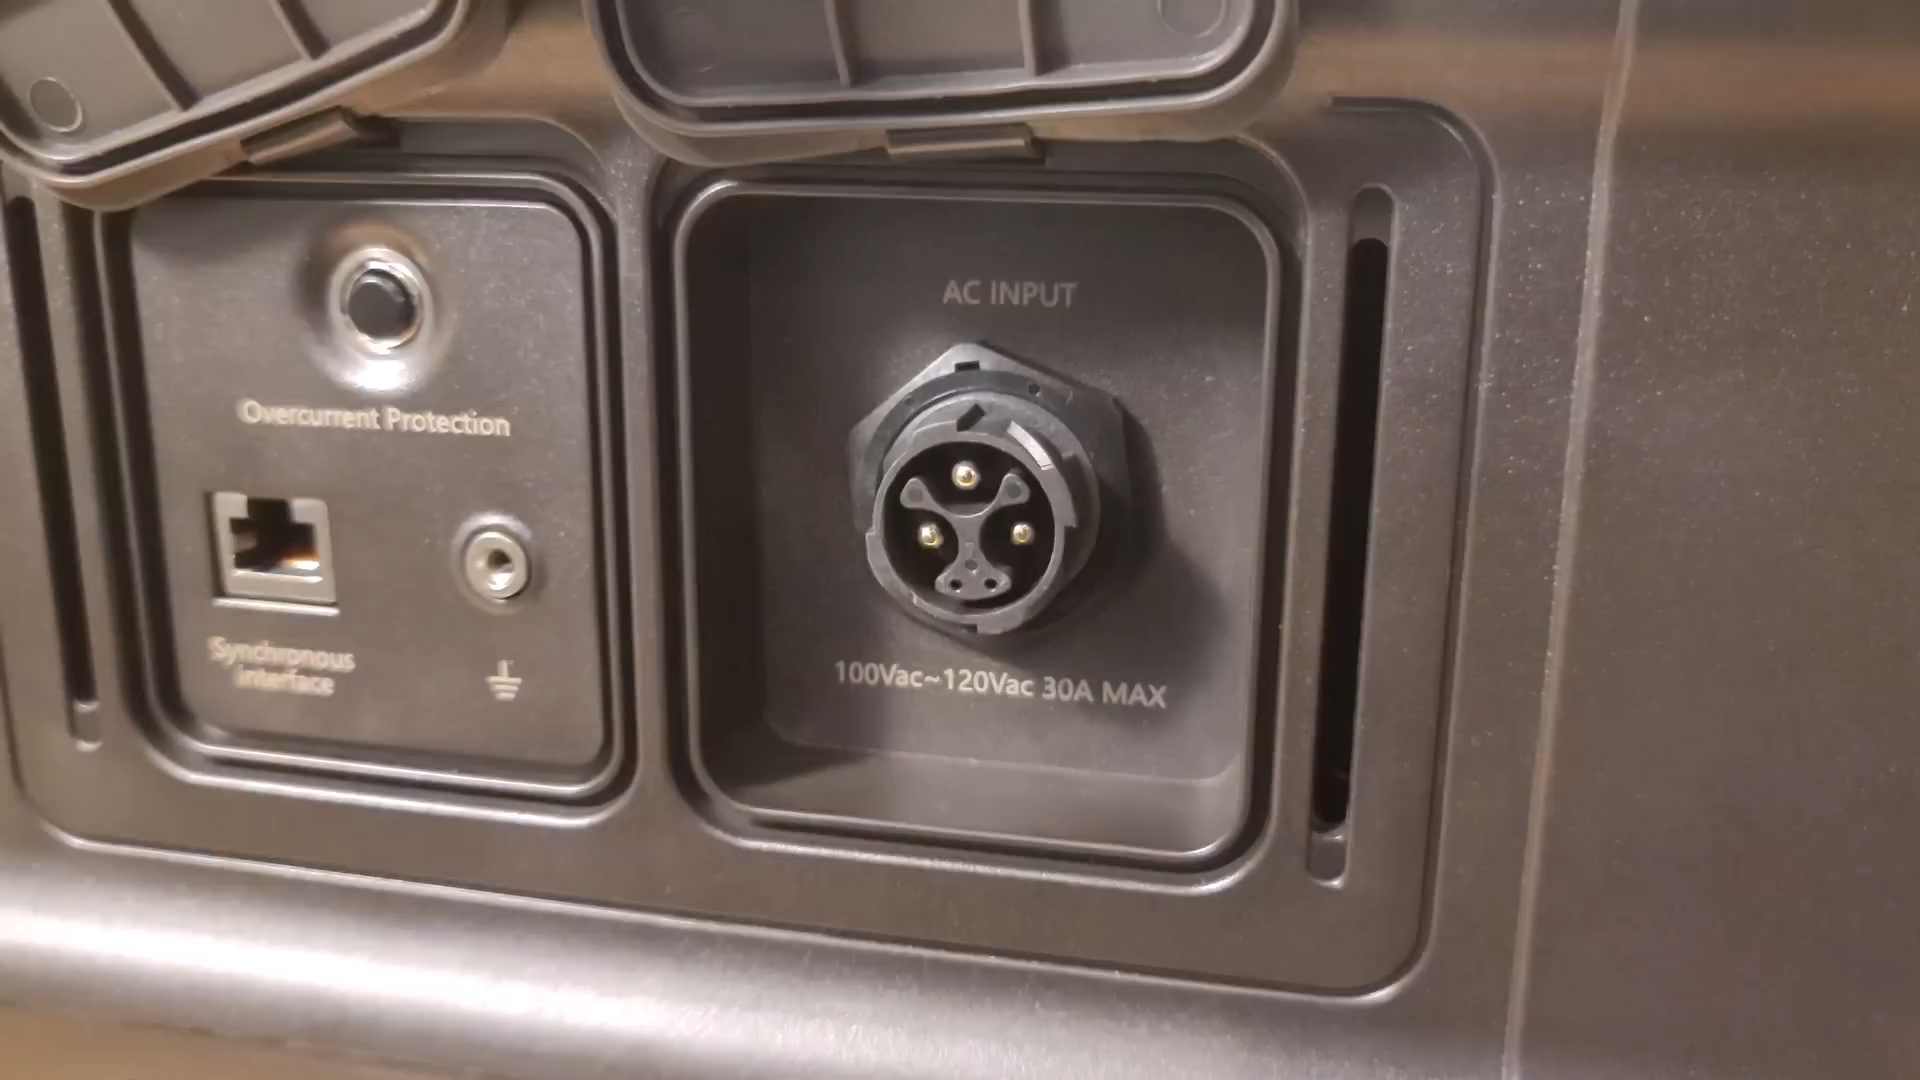 Overcurrent Protection
Synchronous
interface
AC INPUT
100Vac~120Vac 30A MAX